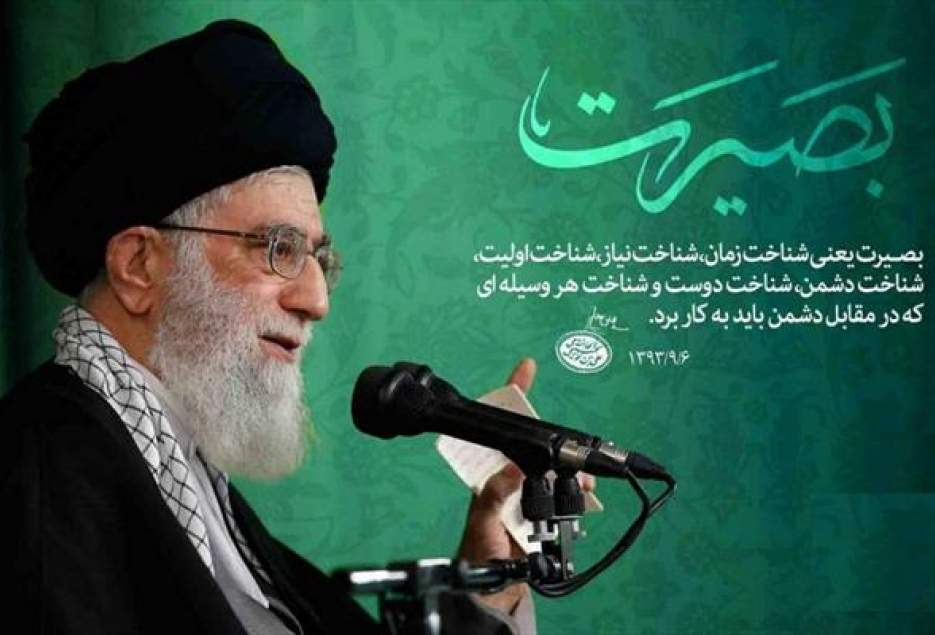 با بصیرت
بصیرت یعنی شناخت زمان، شناخت نیاز، شناخت اولیت،
شناخت دشمن، شناخت دوست و شناخت هر وسیله ای
که در مقابل دشمن باید به کار برد.
۱۳۹۳/۹/۶